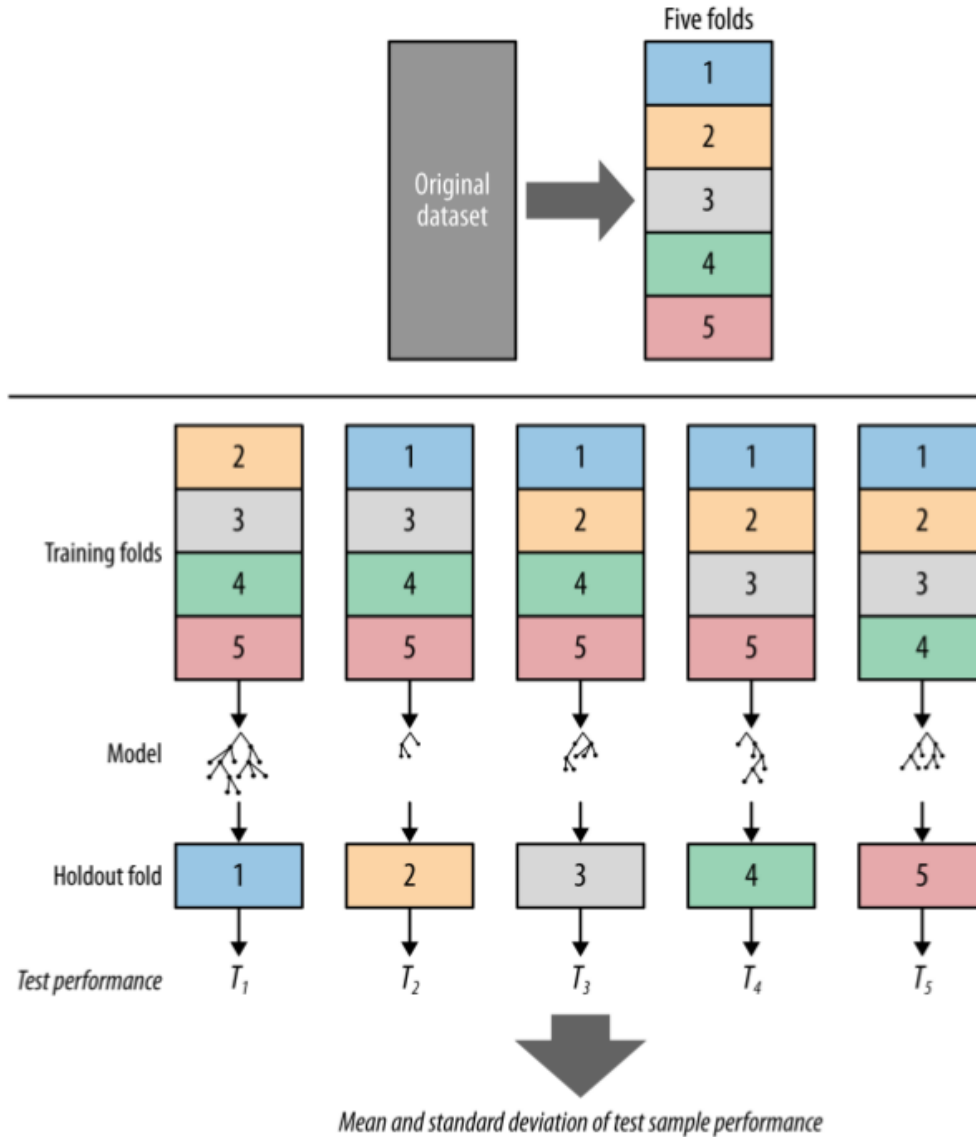 Five folds
1
2
3
4
5
Original
dataset
2 1 1 1 1
3 3 2 2 2
Training folds
4 4 4 3 3
5 5 5 5 4
Model
Holdout fold 1 2 3 4 5
Test performance T₁ T₂ T₃ T₄ T₅
Mean and standard deviation of test sample performance